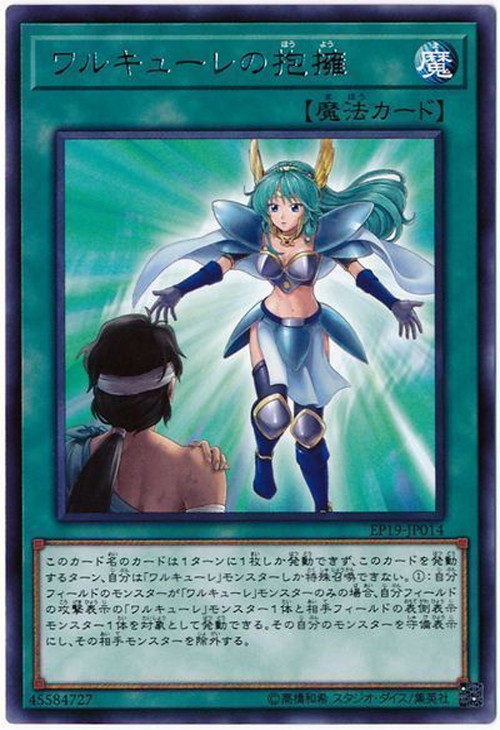 ワルキューレの抱擁
魔
【魔法カード】
EP19-JP014
このカード名のカードは1ターンに1枚しか発動できず、このカードを発動
するターン、自分は「ワルキューレ」モンスターしか特殊召喚できない。①:自分
フィールドのモンスターが「ワルキューレ」モンスターのみの場合、自分フィールド
の攻撃表示の「ワルキューレ」モンスター1体と相手フィールドの表側表示
モンスター1体を対象として発動できる。その自分のモンスターを守備表示
にし、その相手モンスターを除外する。
45584727
©高橋和希 スタジオ・ダイス/集英社